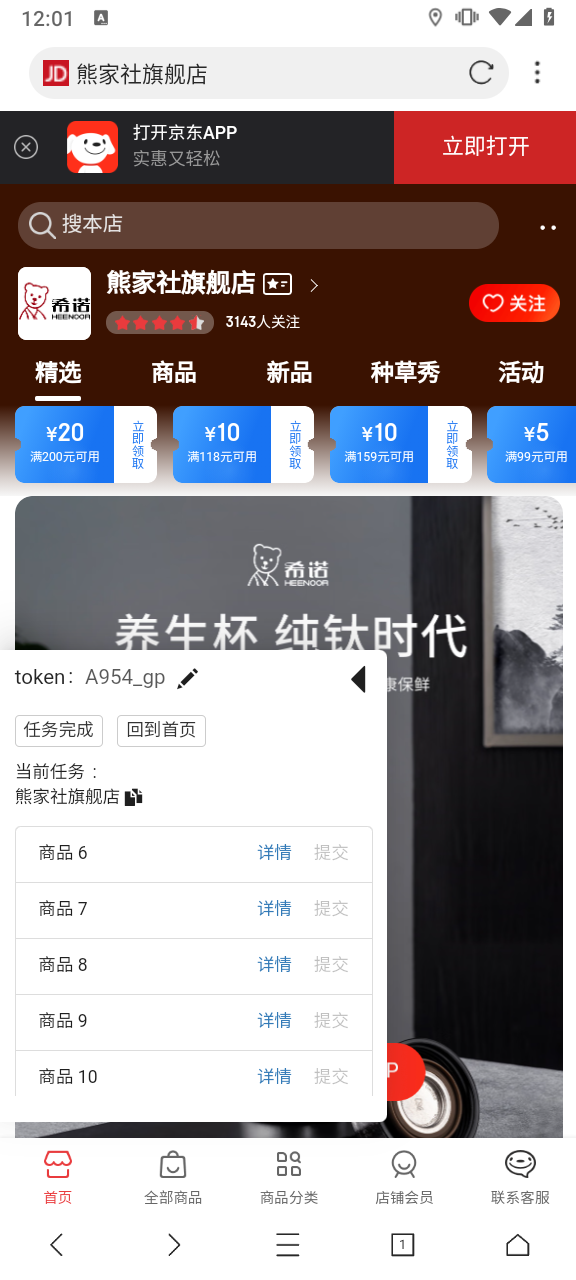 12:01
熊家社旗舰店
打开京东APP
实惠又轻松
立即打开
搜本店
希诺
HEENOOR
熊家社旗舰店
3143人关注
关注
精选 商品 新品 种草秀 活动
¥20
满200元可用
立即领取
¥10
满118元可用
立即领取
¥10
满159元可用
立即领取
¥5
满99元可用
希诺
HEENOOR
养生杯 纯钛时代
康保鲜
token： A954_gp
任务完成 回到首页
当前任务 :
熊家社旗舰店
商品 6 详情 提交
商品 7 详情 提交
商品 8 详情 提交
商品 9 详情 提交
商品 10 详情 提交
P
首页 全部商品 商品分类 店铺会员 联系客服
1